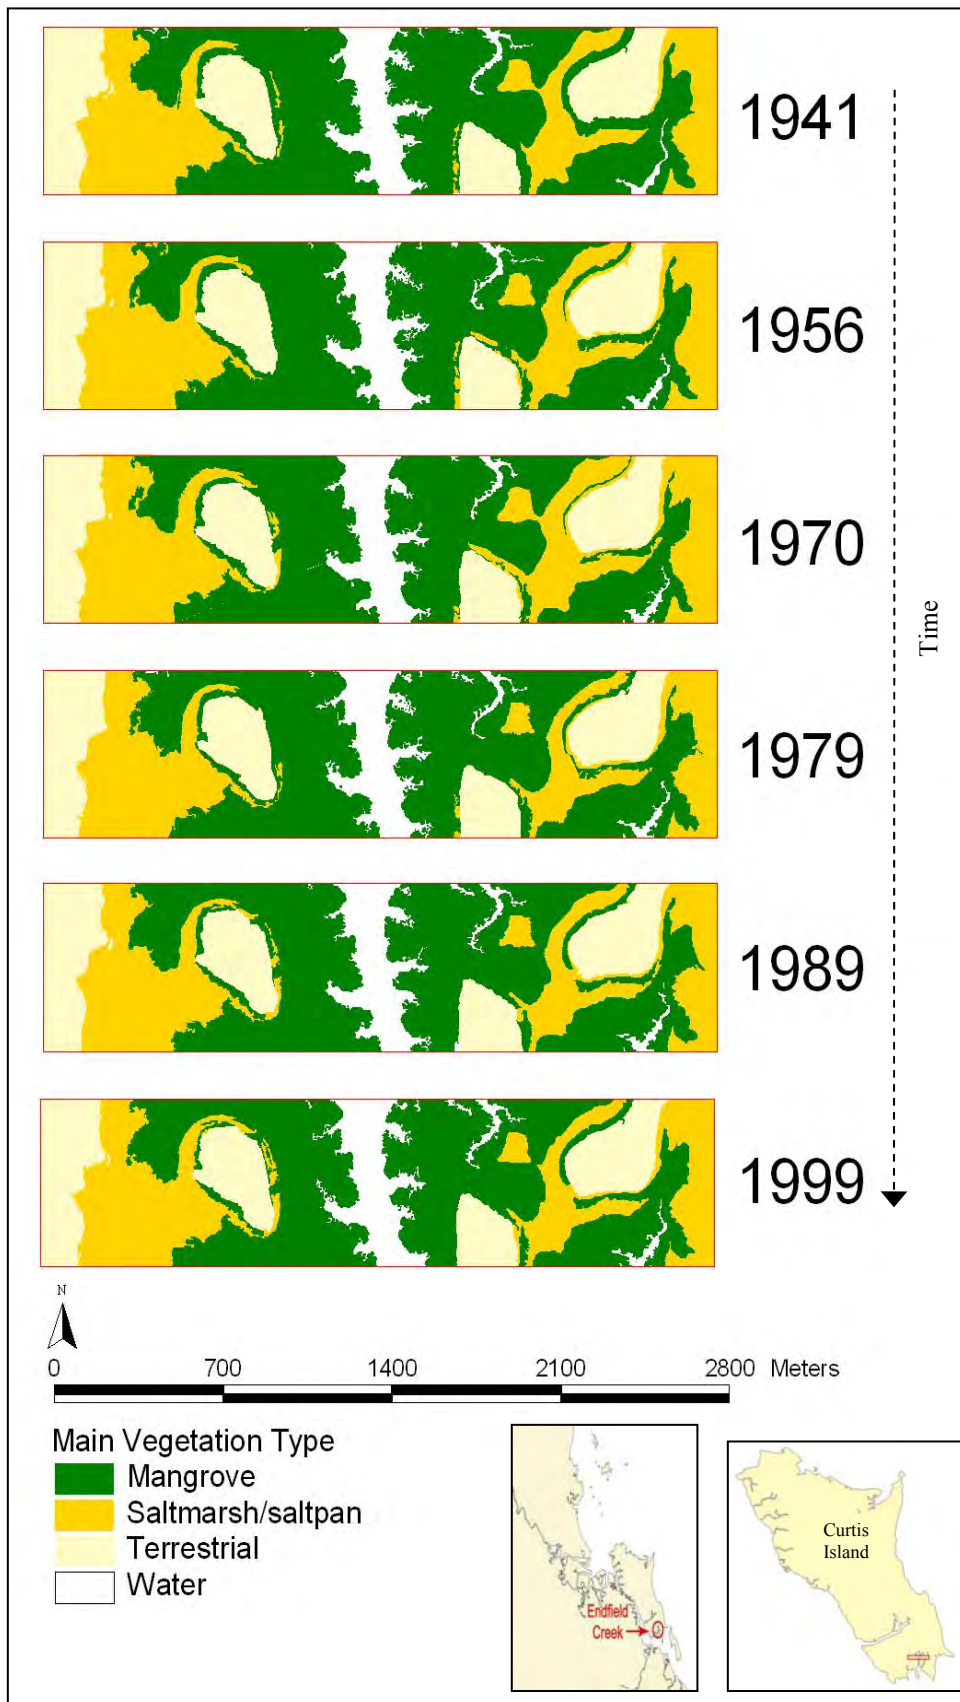 1941
1956
1970
1979
1989
1999
Time
N
0 700 1400 2100 2800 Meters
Main Vegetation Type
Mangrove
Saltmarsh/saltpan
Terrestrial
Water
Endfield
Creek
Curtis
Island